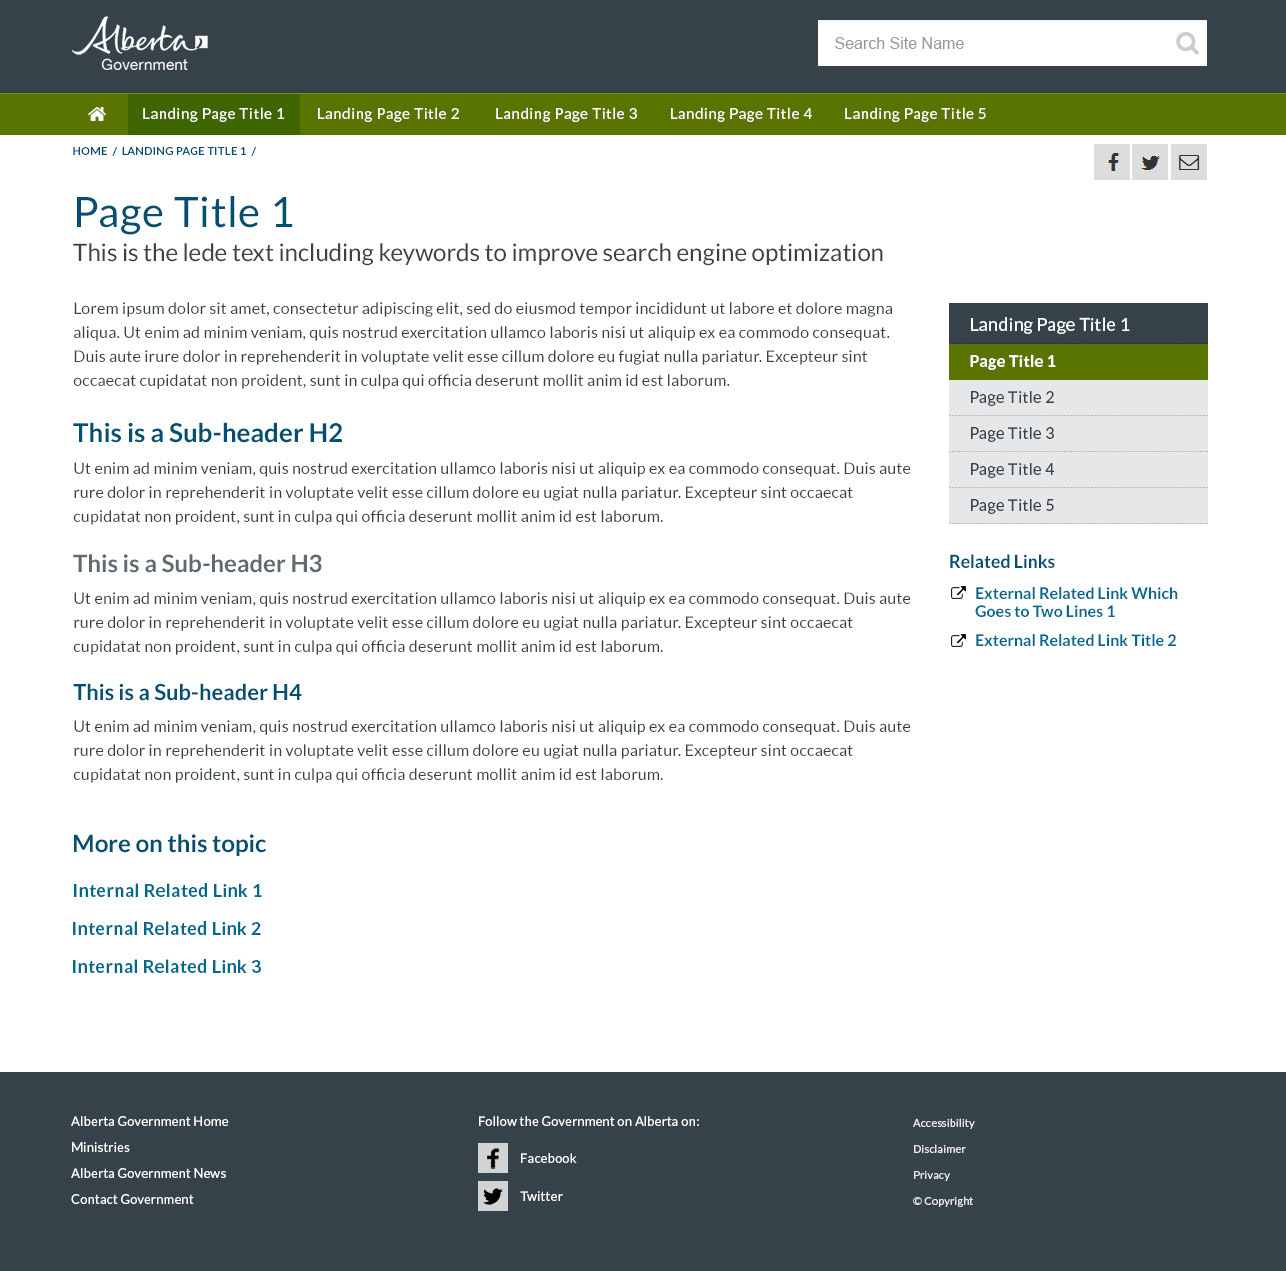 Alberta
Government
Search Site Name
Landing Page Title 1
Landing Page Title 2
Landing Page Title 3
Landing Page Title 4
Landing Page Title 5
HOME / LANDING PAGE TITLE 1 /
Page Title 1
This is the lede text including keywords to improve search engine optimization
Lorem ipsum dolor sit amet, consectetur adipiscing elit, sed do eiusmod tempor incididunt ut labore et dolore magna
aliqua. Ut enim ad minim veniam, quis nostrud exercitation ullamco laboris nisi ut aliquip ex ea commodo consequat.
Duis aute irure dolor in reprehenderit in voluptate velit esse cillum dolore eu fugiat nulla pariatur. Excepteur sint
occaecat cupidatat non proident, sunt in culpa qui officia deserunt mollit anim id est laborum.
This is a Sub-header H2
Ut enim ad minim veniam, quis nostrud exercitation ullamco laboris nisi ut aliquip ex ea commodo consequat. Duis aute
rure dolor in reprehenderit in voluptate velit esse cillum dolore eu ugiat nulla pariatur. Excepteur sint occaecat
cupidatat non proident, sunt in culpa qui officia deserunt mollit anim id est laborum.
This is a Sub-header H3
Ut enim ad minim veniam, quis nostrud exercitation ullamco laboris nisi ut aliquip ex ea commodo consequat. Duis aute
rure dolor in reprehenderit in voluptate velit esse cillum dolore eu ugiat nulla pariatur. Excepteur sint occaecat
cupidatat non proident, sunt in culpa qui officia deserunt mollit anim id est laborum.
This is a Sub-header H4
Ut enim ad minim veniam, quis nostrud exercitation ullamco laboris nisi ut aliquip ex ea commodo consequat. Duis aute
rure dolor in reprehenderit in voluptate velit esse cillum dolore eu ugiat nulla pariatur. Excepteur sint occaecat
cupidatat non proident, sunt in culpa qui officia deserunt mollit anim id est laborum.
More on this topic
Internal Related Link 1
Internal Related Link 2
Internal Related Link 3
Landing Page Title 1
Page Title 1
Page Title 2
Page Title 3
Page Title 4
Page Title 5
Related Links
External Related Link Which
Goes to Two Lines 1
External Related Link Title 2
Alberta Government Home
Ministries
Alberta Government News
Contact Government
Follow the Government on Alberta on:
Facebook
Twitter
Accessibility
Disclaimer
Privacy
© Copyright